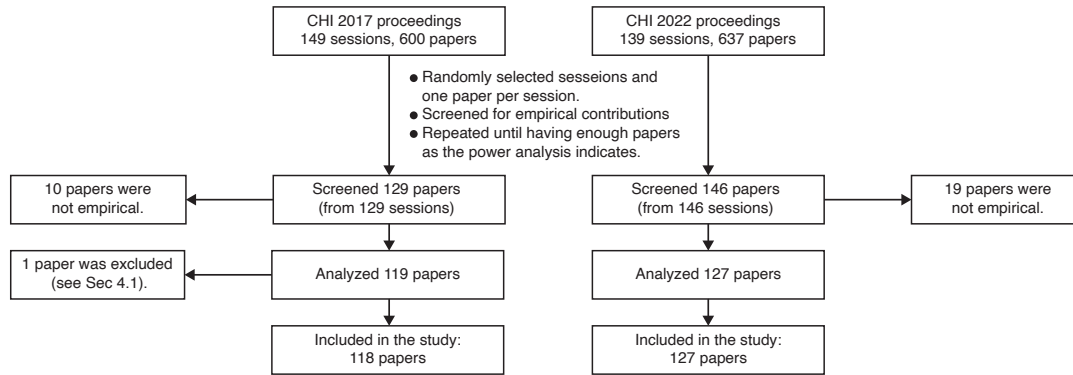 CHI 2017 proceedings
149 sessions, 600 papers
CHI 2022 proceedings
139 sessions, 637 papers
● Randomly selected sesseions and
one paper per session.
● Screened for empirical contributions
● Repeated until having enough papers
as the power analysis indicates.
10 papers were
not empirical.
Screened 129 papers
(from 129 sessions)
Screened 146 papers
(from 146 sessions)
19 papers were
not empirical.
1 paper was excluded
(see Sec 4.1).
Analyzed 119 papers
Analyzed 127 papers
Included in the study:
118 papers
Included in the study:
127 papers